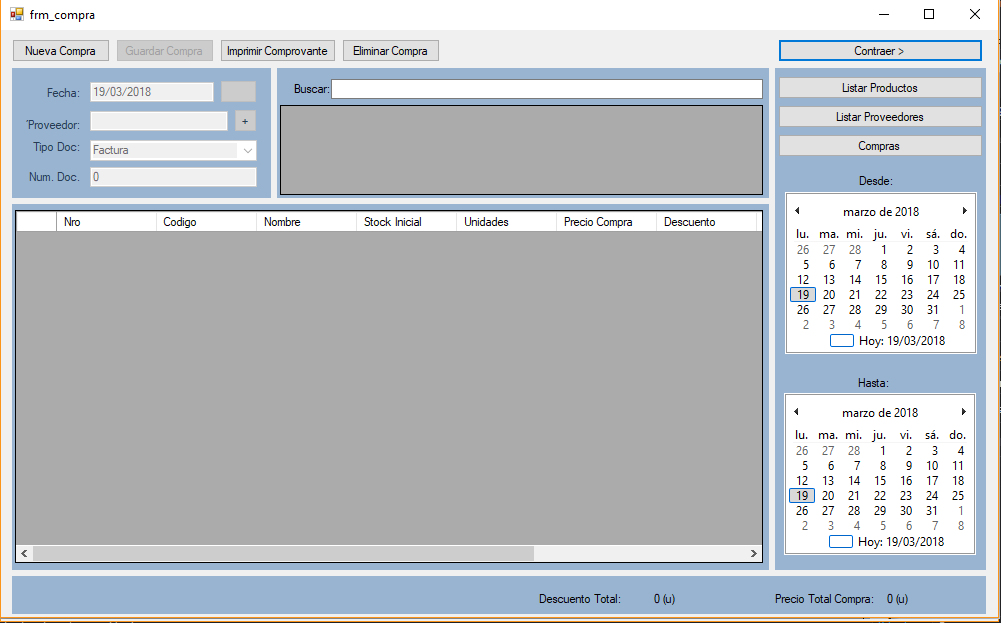 frm_compra
Nueva Compra Guardar Compra Imprimir Comprovante Eliminar Compra Contraer >
Fecha: 19/03/2018
'Proveedor: +
Tipo Doc: Factura
Num. Doc. 0
Buscar:
Listar Productos
Listar Proveedores
Compras
Nro Codigo Nombre Stock Inicial Unidades Precio Compra Descuento
Desde:
marzo de 2018
lu. ma. mi. ju. vi. sá. do.
26 27 28 1 2 3 4
5 6 7 8 9 10 11
12 13 14 15 16 17 18
19 20 21 22 23 24 25
26 27 28 29 30 31 1
2 3 4 5 6 7 8
Hoy: 19/03/2018
Hasta:
marzo de 2018
lu. ma. mi. ju. vi. sá. do.
26 27 28 1 2 3 4
5 6 7 8 9 10 11
12 13 14 15 16 17 18
19 20 21 22 23 24 25
26 27 28 29 30 31 1
2 3 4 5 6 7 8
Hoy: 19/03/2018
Descuento Total: 0 (u) Precio Total Compra: 0 (u)